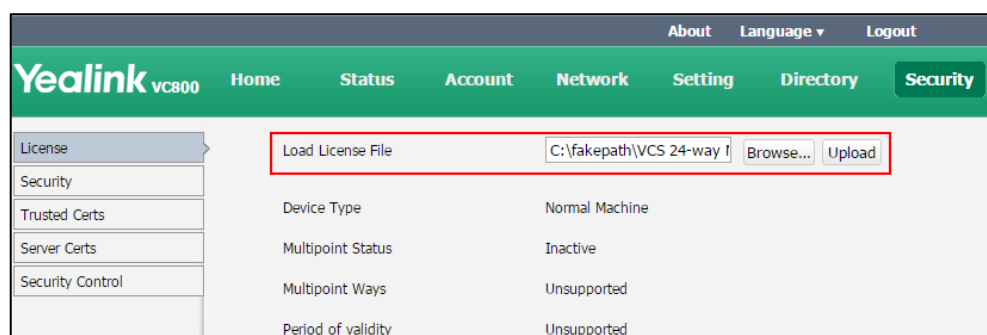 About Language ▾ Logout
Yealink VC800 Home Status Account Network Setting Directory Security
License
Load License File C:\fakepath\VCS 24-way Browse... Upload
Security
Trusted Certs Device Type Normal Machine
Server Certs Multipoint Status Inactive
Security Control
Multipoint Ways Unsupported
Period of validity Unsupported